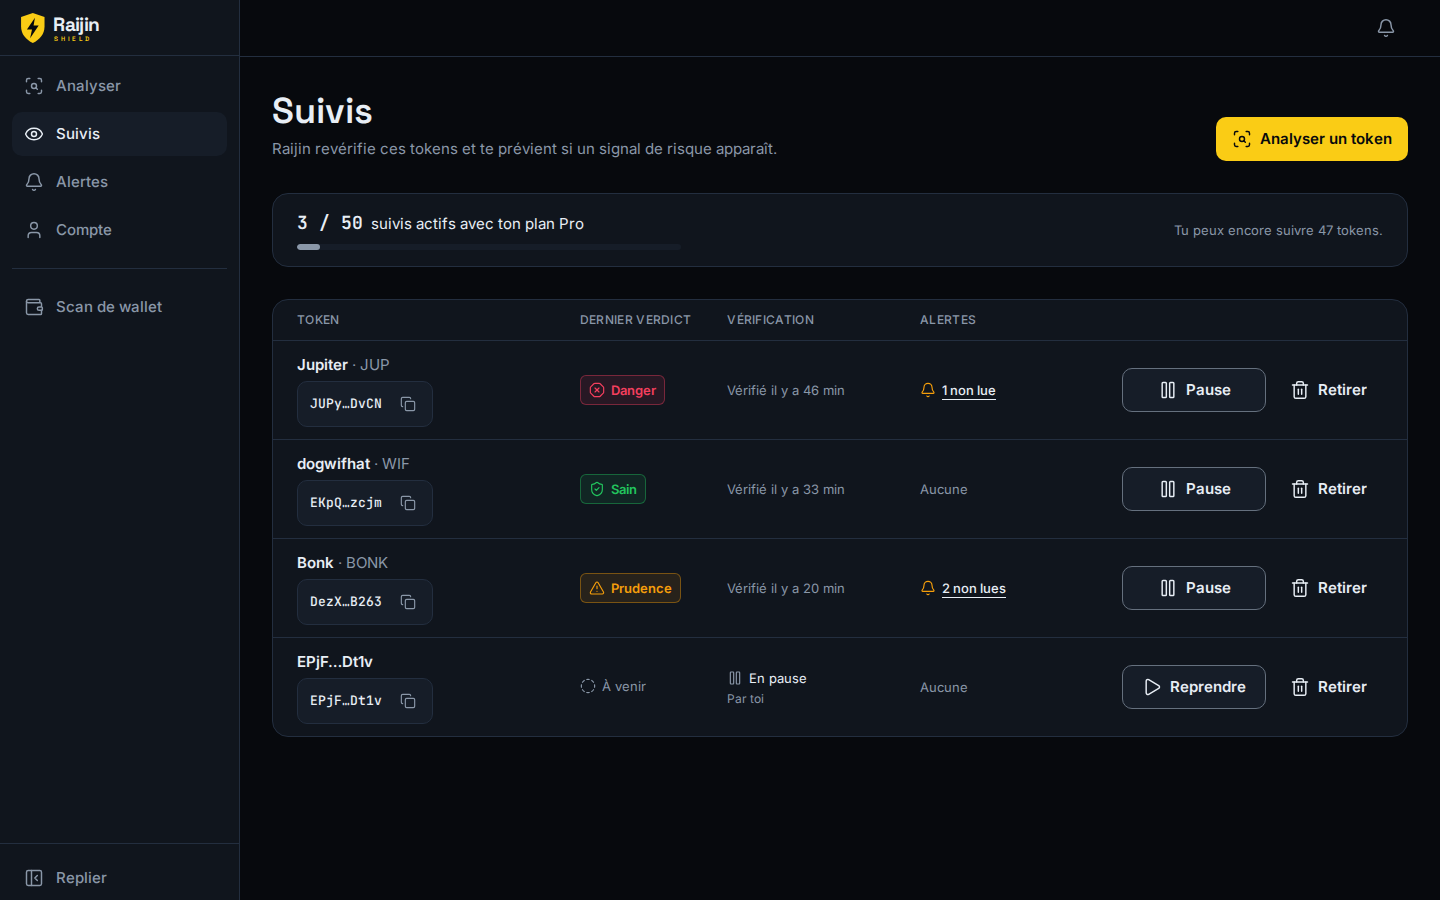 Raijin
SHIELD
Analyser
Suivis
Alertes
Compte
Scan de wallet
Replier
Suivis
Raijin revérifie ces tokens et te prévient si un signal de risque apparaît.
Analyser un token
3 / 50 suivis actifs avec ton plan Pro
Tu peux encore suivre 47 tokens.
TOKEN DERNIER VERDICT VÉRIFICATION ALERTES
Jupiter · JUP
JUPy…DvCN
Danger
Vérifié il y a 46 min
1 non lue
Pause
Retirer
dogwifhat · WIF
EKpQ…zcjm
Sain
Vérifié il y a 33 min
Aucune
Pause
Retirer
Bonk · BONK
DezX…B263
Prudence
Vérifié il y a 20 min
2 non lues
Pause
Retirer
EPjF…Dt1v
EPjF…Dt1v
À venir
En pause
Par toi
Aucune
Reprendre
Retirer